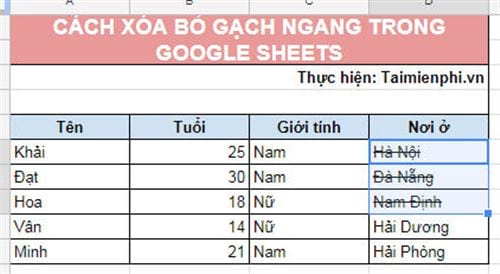 A B C D
CÁCH XÓA BỎ GẠCH NGANG TRONG
GOOGLE SHEETS
Thực hiện: Taimienphi.vn
Tên Tuổi Giới tính Nơi ở
Khải 25 Nam Hà Nội
Đạt 30 Nam Đà Nẵng
Hoa 18 Nữ Nam Định
Vân 14 Nữ Hải Dương
Minh 21 Nam Hải Phòng